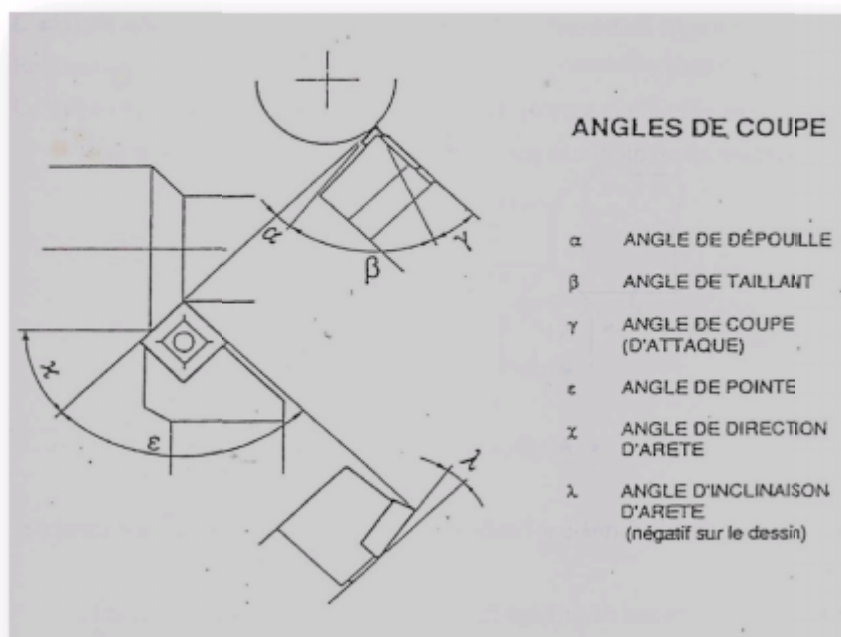 ANGLES DE COUPE
α ANGLE DE DÉPOUILLE
β ANGLE DE TAILLANT
γ ANGLE DE COUPE
(D'ATTAQUE)
ε ANGLE DE POINTE
χ ANGLE DE DIRECTION
D'ARETE
λ ANGLE D'INCLINAISON
D'ARETE
(négatif sur le dessin)
α
β
γ
χ
ε
λ